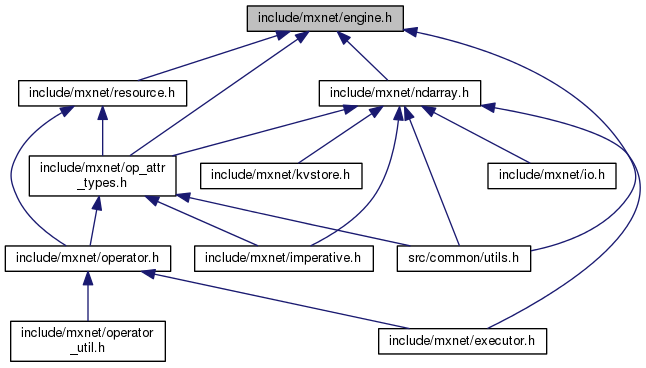 include/mxnet/engine.h
include/mxnet/resource.h
include/mxnet/ndarray.h
include/mxnet/op_attr
_types.h
include/mxnet/kvstore.h
include/mxnet/io.h
include/mxnet/operator.h
include/mxnet/imperative.h
src/common/utils.h
include/mxnet/operator
_util.h
include/mxnet/executor.h